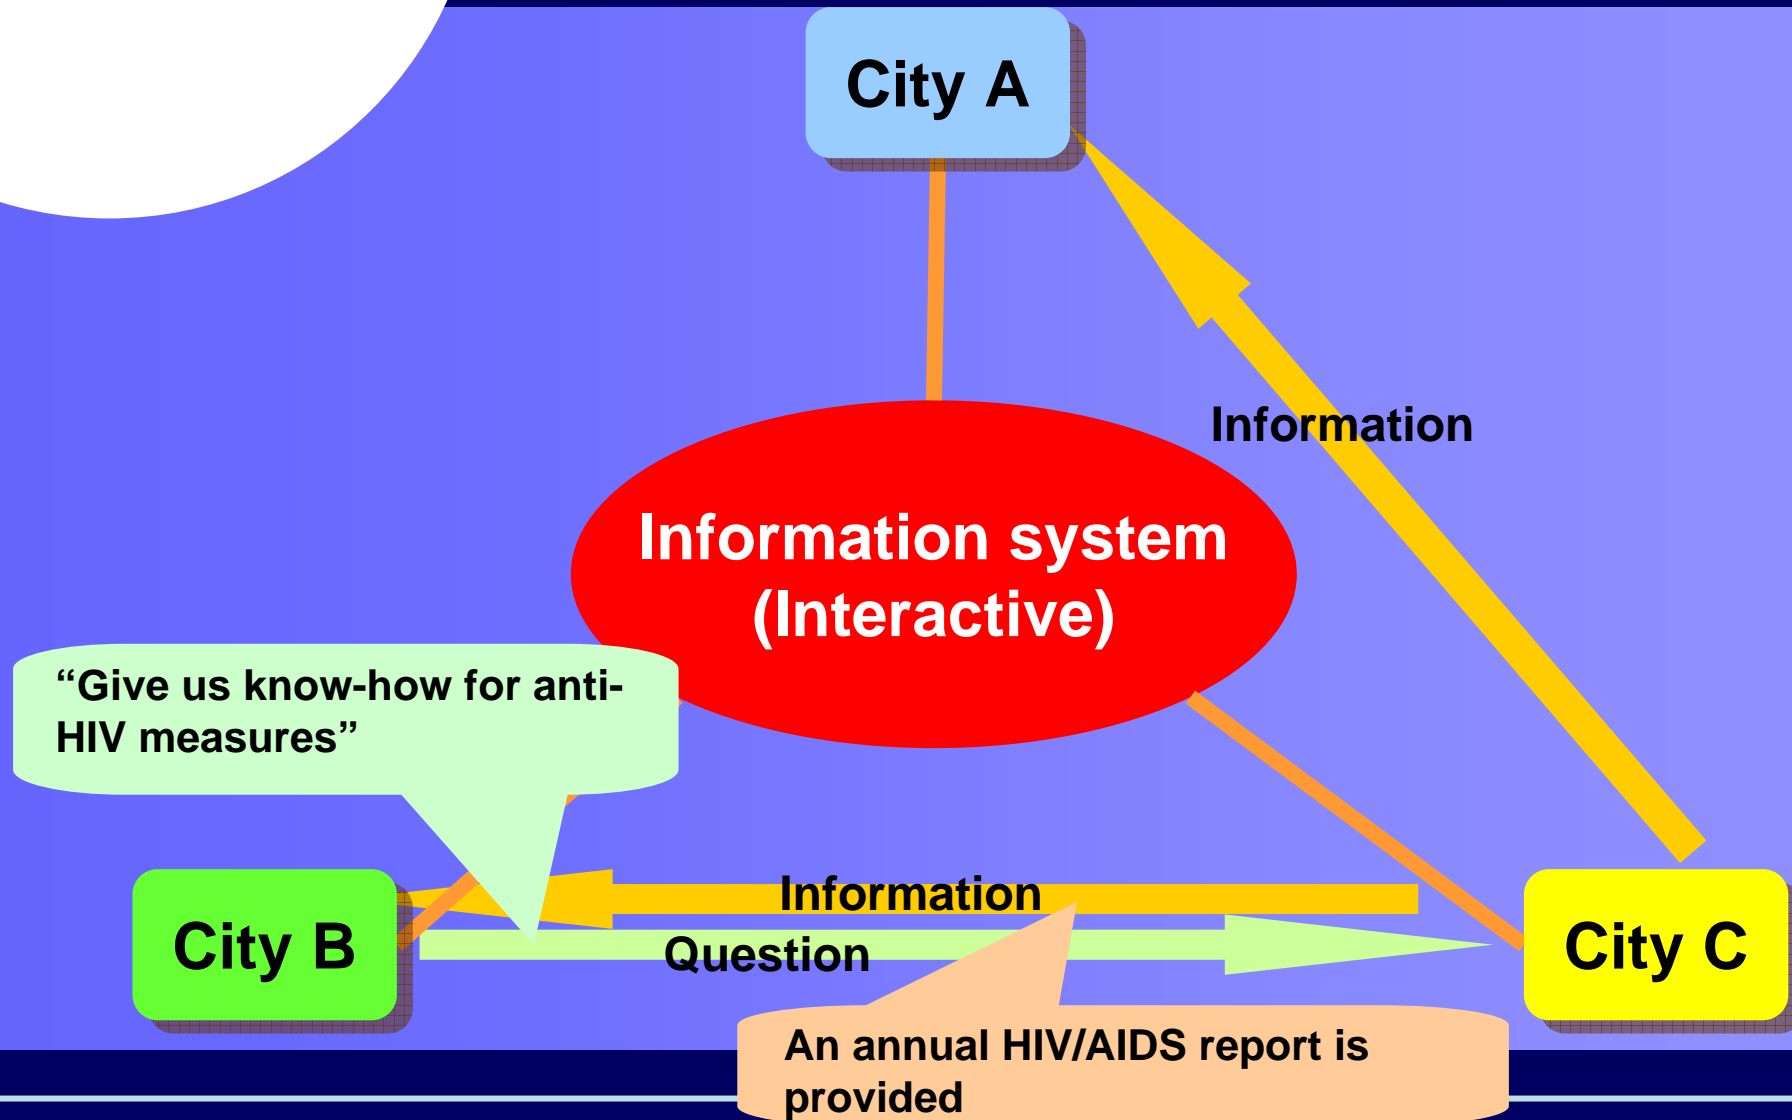 City A
Information
Information system
(Interactive)
“Give us know-how for anti-
HIV measures”
Information
City B
Question
City C
An annual HIV/AIDS report is
provided